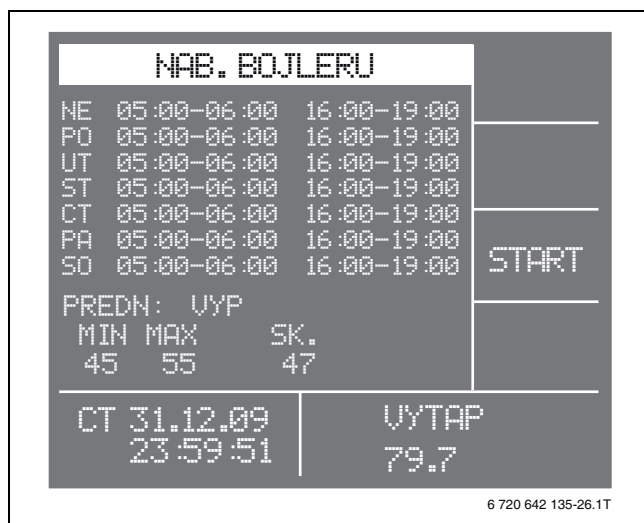 NAB. BOJLERU
NE 05:00-06:00 16:00-19:00
PO 05:00-06:00 16:00-19:00
UT 05:00-06:00 16:00-19:00
ST 05:00-06:00 16:00-19:00
CT 05:00-06:00 16:00-19:00
PA 05:00-06:00 16:00-19:00
SO 05:00-06:00 16:00-19:00
START
PREDN: VYP
MIN MAX SK.
45 55 47
CT 31.12.09
23:59:51
VYTAP
79.7
6 720 642 135-26.1T